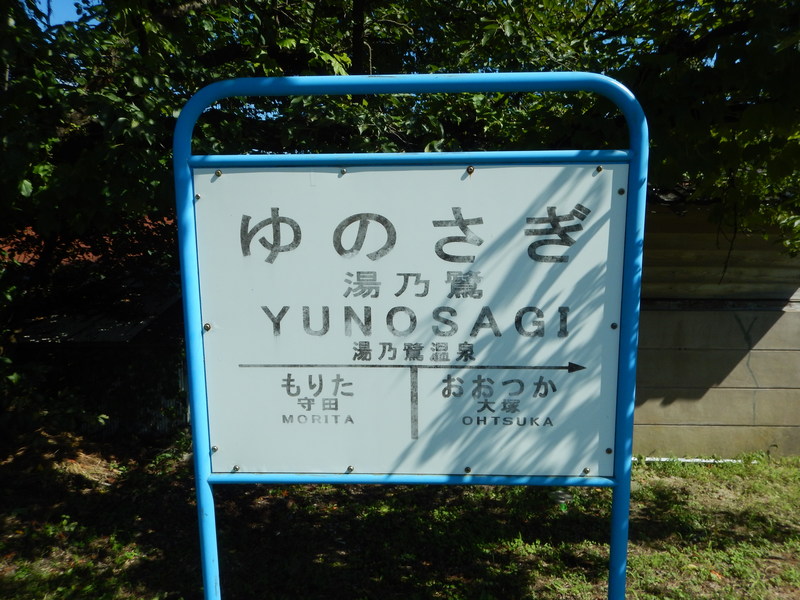 ゆのさぎ
湯乃鷺
YUNOSAGI
湯乃鷺温泉
もりた おおつか
守田 大塚
MORITA OHTSUKA